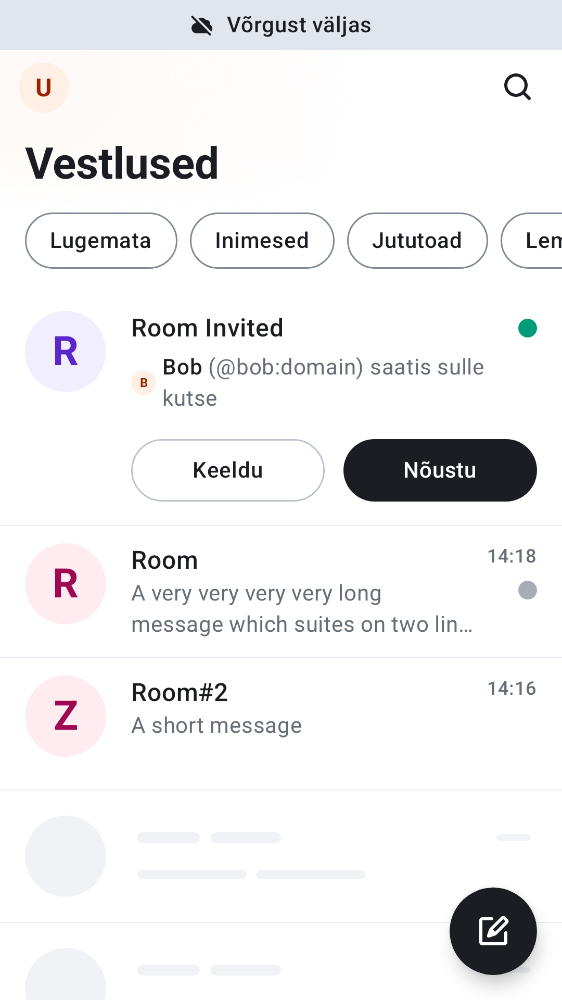 Võrgust väljas
U
Vestlused
Lugemata
Inimesed
Jututoad
Lem
R
Room Invited
B
Bob (@bob:domain) saatis sulle
kutse
Keeldu
Nõustu
R
Room
14:18
A very very very very long
message which suites on two lin…
Z
Room#2
14:16
A short message